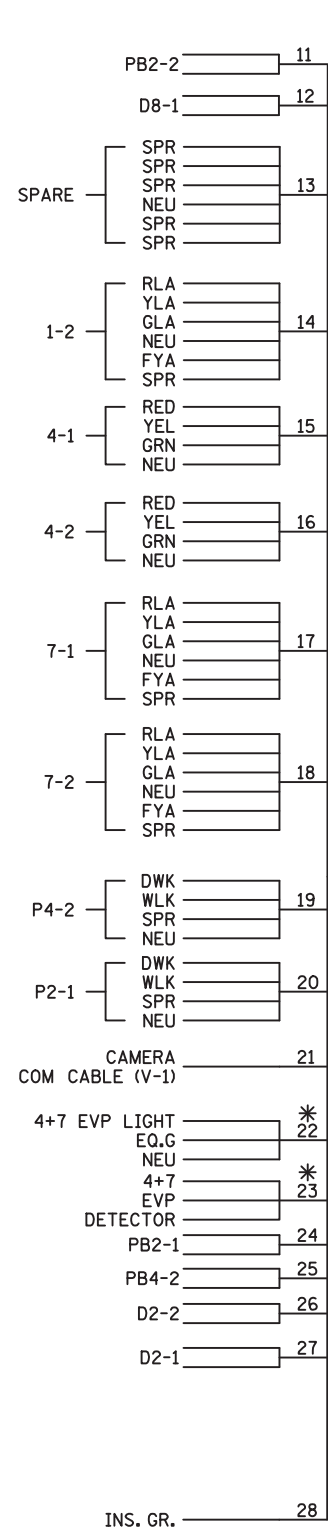 PB2-2 11
D8-1 12
SPR
SPR
SPARE SPR 13
NEU
SPR
SPR
RLA
YLA
1-2 GLA 14
NEU
FYA
SPR
RED
4-1 YEL 15
GRN
NEU
RED
4-2 YEL 16
GRN
NEU
RLA
YLA
7-1 GLA 17
NEU
FYA
SPR
RLA
YLA
7-2 GLA 18
NEU
FYA
SPR
DWK
P4-2 WLK 19
SPR
NEU
DWK
P2-1 WLK 20
SPR
NEU
CAMERA 21
COM CABLE (V-1)
4+7 EVP LIGHT *
EQ.G 22
NEU *
4+7 23
EVP
DETECTOR
PB2-1 24
PB4-2 25
D2-2 26
D2-1 27
INS. GR. 28